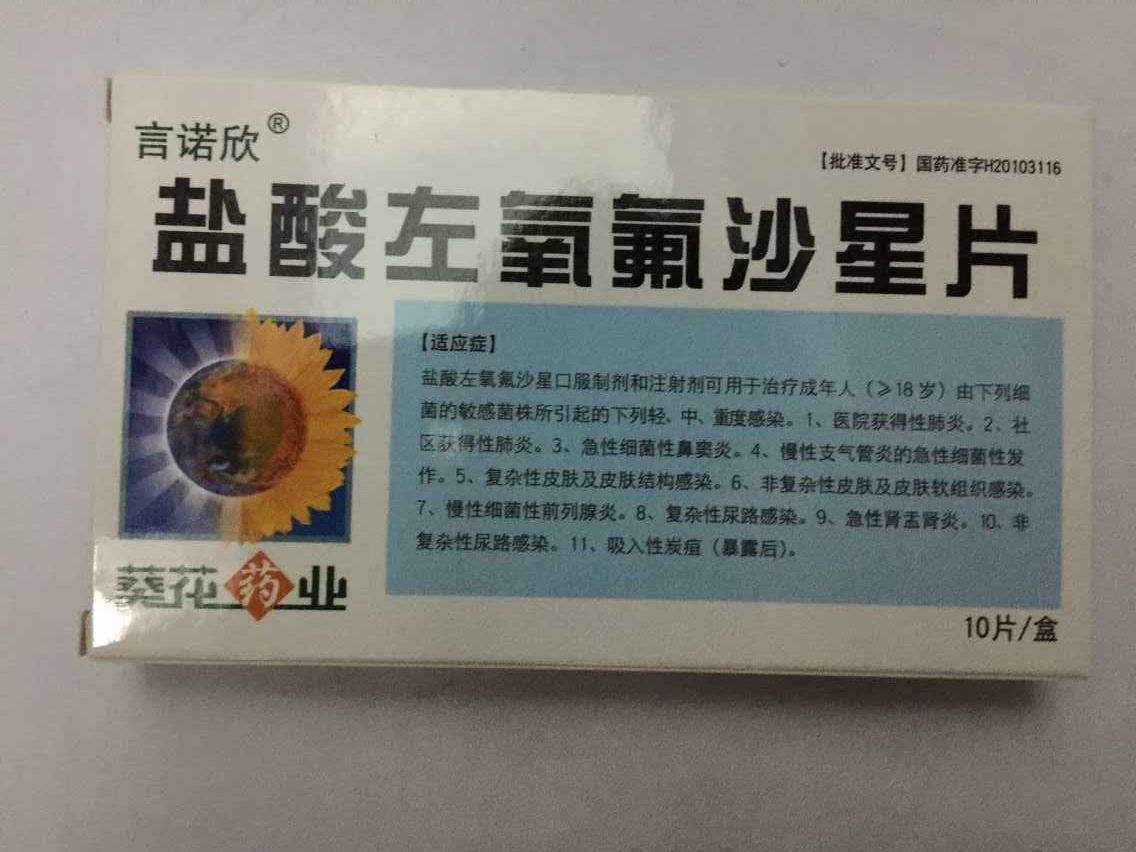 言诺欣®
【批准文号】国药准字H20103116
盐酸左氧氟沙星片
【适应症】
盐酸左氧氟沙星口服制剂和注射剂可用于治疗成年人（≥18岁）由下列细
菌的敏感菌株所引起的下列轻、中、重度感染。1、医院获得性肺炎。2、社
区获得性肺炎。3、急性细菌性鼻窦炎。4、慢性支气管炎的急性细菌性发
作。5、复杂性皮肤及皮肤结构感染。6、非复杂性皮肤及皮肤软组织感染。
7、慢性细菌性前列腺炎。8、复杂性尿路感染。9、急性肾盂肾炎。10、非
复杂性尿路感染。11、吸入性炭疽（暴露后）。
葵花药业
10片/盒